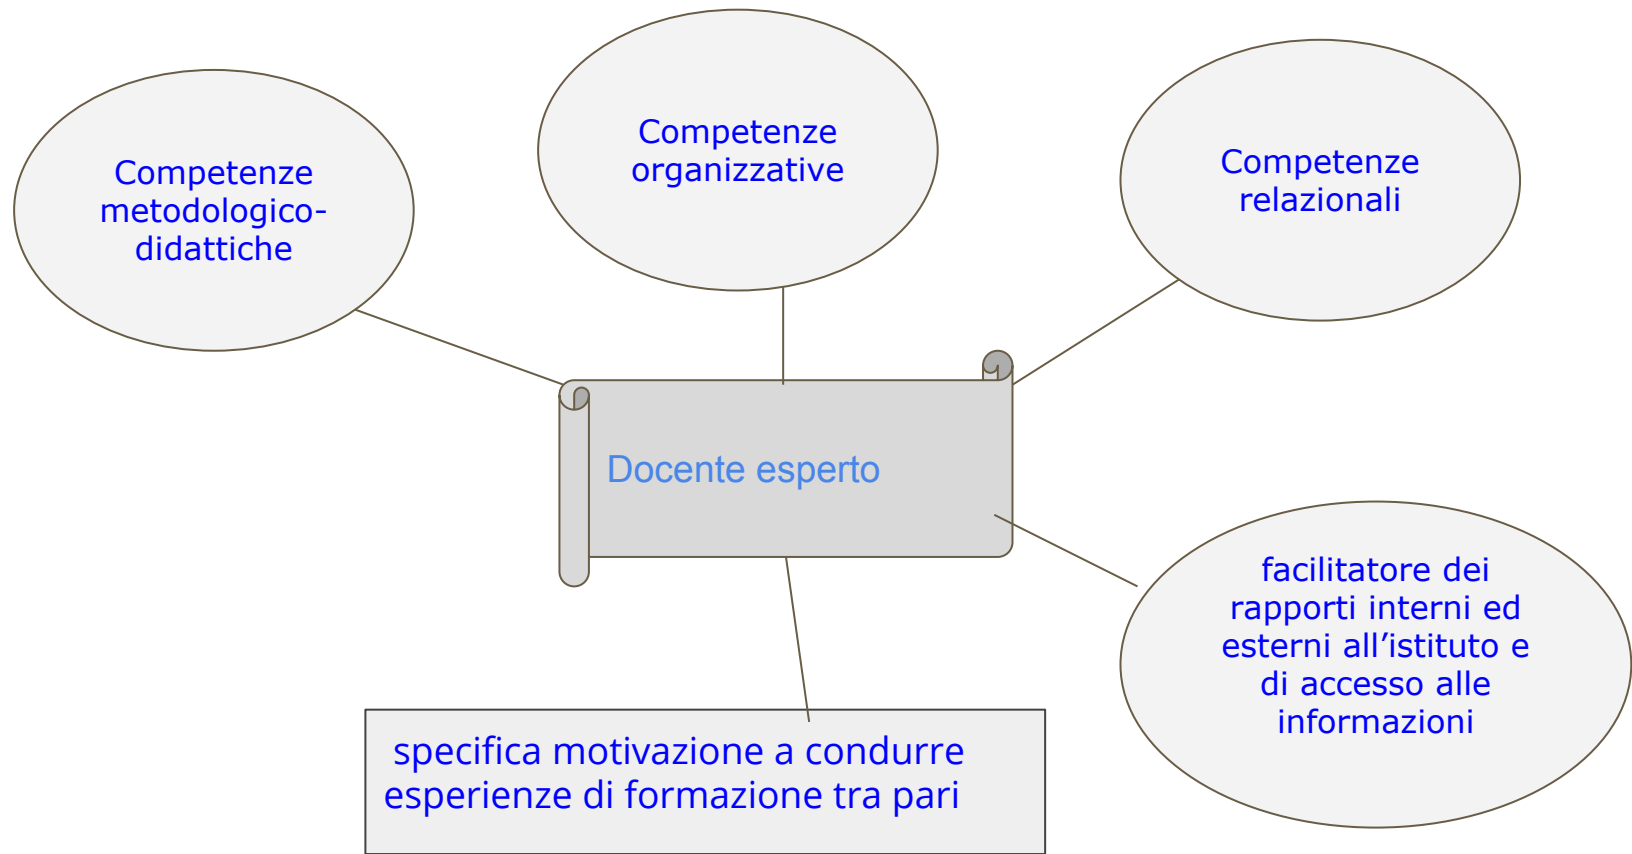 Competenze
metodologico-
didattiche
Competenze
organizzative
Competenze
relazionali
Docente esperto
facilitatore dei
rapporti interni ed
esterni all’istituto e
di accesso alle
informazioni
specifica motivazione a condurre
esperienze di formazione tra pari